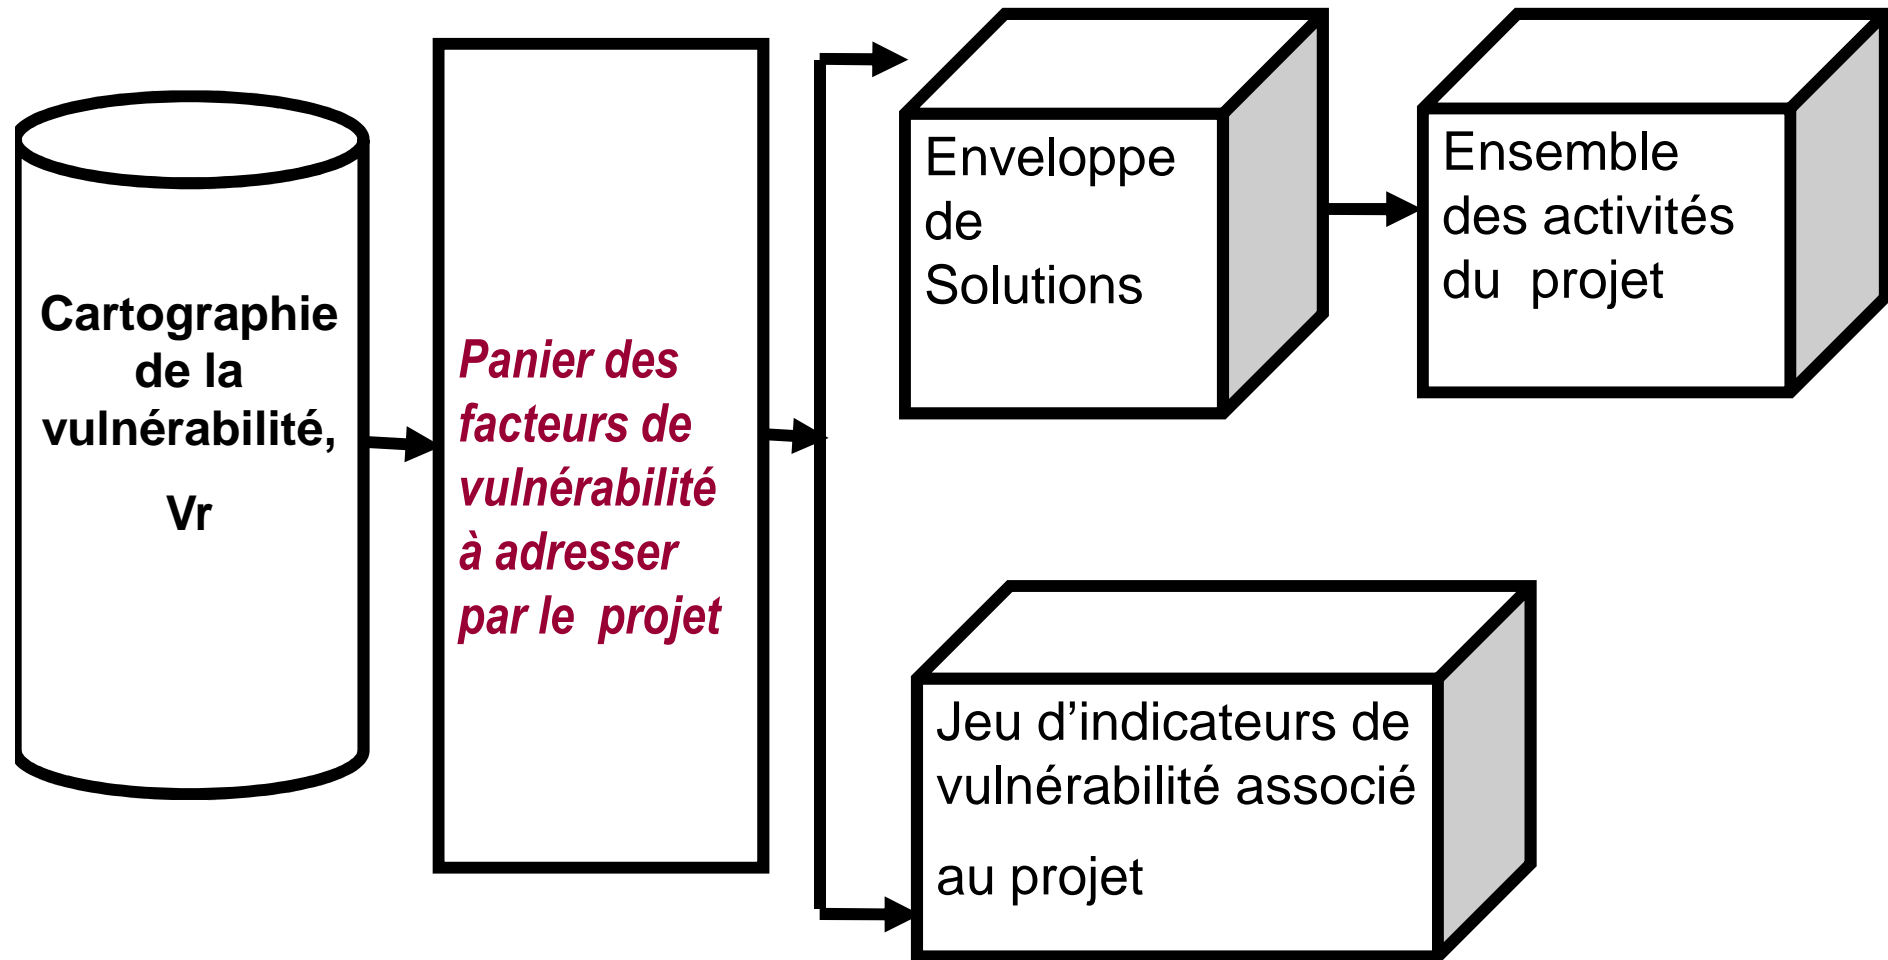 Cartographie
de la
vulnérabilité,
Vr
Panier des
facteurs de
vulnérabilité
à adresser
par le  projet
Enveloppe
de
Solutions
Ensemble
des activités
du  projet
Jeu d’indicateurs de
vulnérabilité associé
au projet